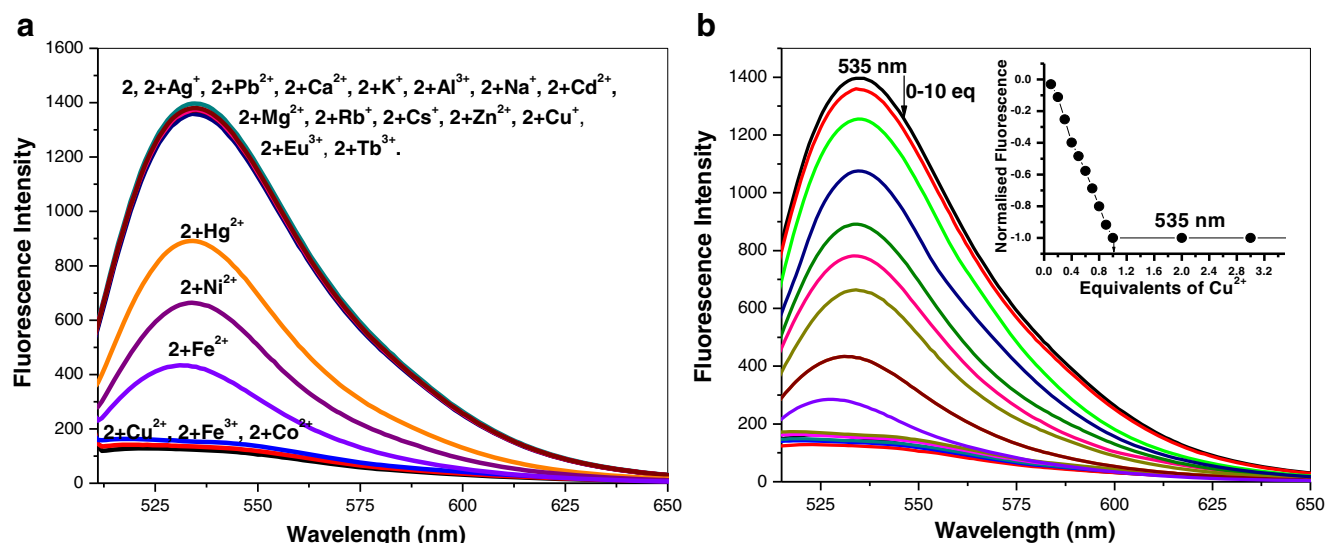 a
1600
1400
1200
1000
800
600
400
200
0
Fluorescence Intensity
2, 2+Ag⁺, 2+Pb²⁺, 2+Ca²⁺, 2+K⁺, 2+Al³⁺, 2+Na⁺, 2+Cd²⁺,
2+Mg²⁺, 2+Rb⁺, 2+Cs⁺, 2+Zn²⁺, 2+Cu⁺,
2+Eu³⁺, 2+Tb³⁺.
2+Hg²⁺
2+Ni²⁺
2+Fe²⁺
2+Cu²⁺, 2+Fe³⁺, 2+Co²⁺
525 550 575 600 625 650
Wavelength (nm)
b
1400
1200
1000
800
600
400
200
0
Fluorescence Intensity
535 nm
0-10 eq
525 550 575 600 625 650
Wavelength (nm)
0.0
-0.2
-0.4
-0.6
-0.8
-1.0
Normalised Fluorescence
535 nm
0.0 0.4 0.8 1.2 1.6 2.0 2.4 2.8 3.2
Equivalents of Cu²⁺